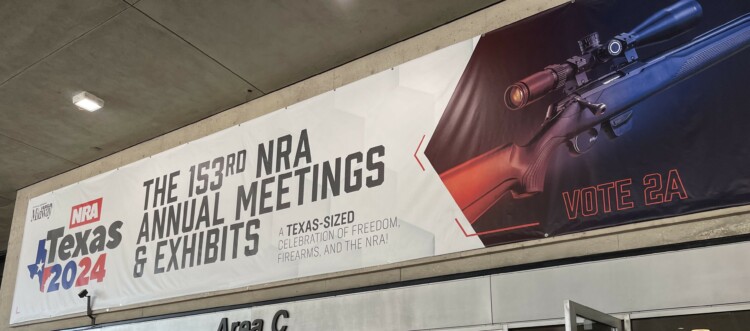 Midway
NRA
Texas
2024
THE 153RD NRA
ANNUAL MEETINGS
& EXHIBITS
A TEXAS-SIZED
CELEBRATION OF FREEDOM,
FIREARMS, AND THE NRA!
VOTE 2A
Area C